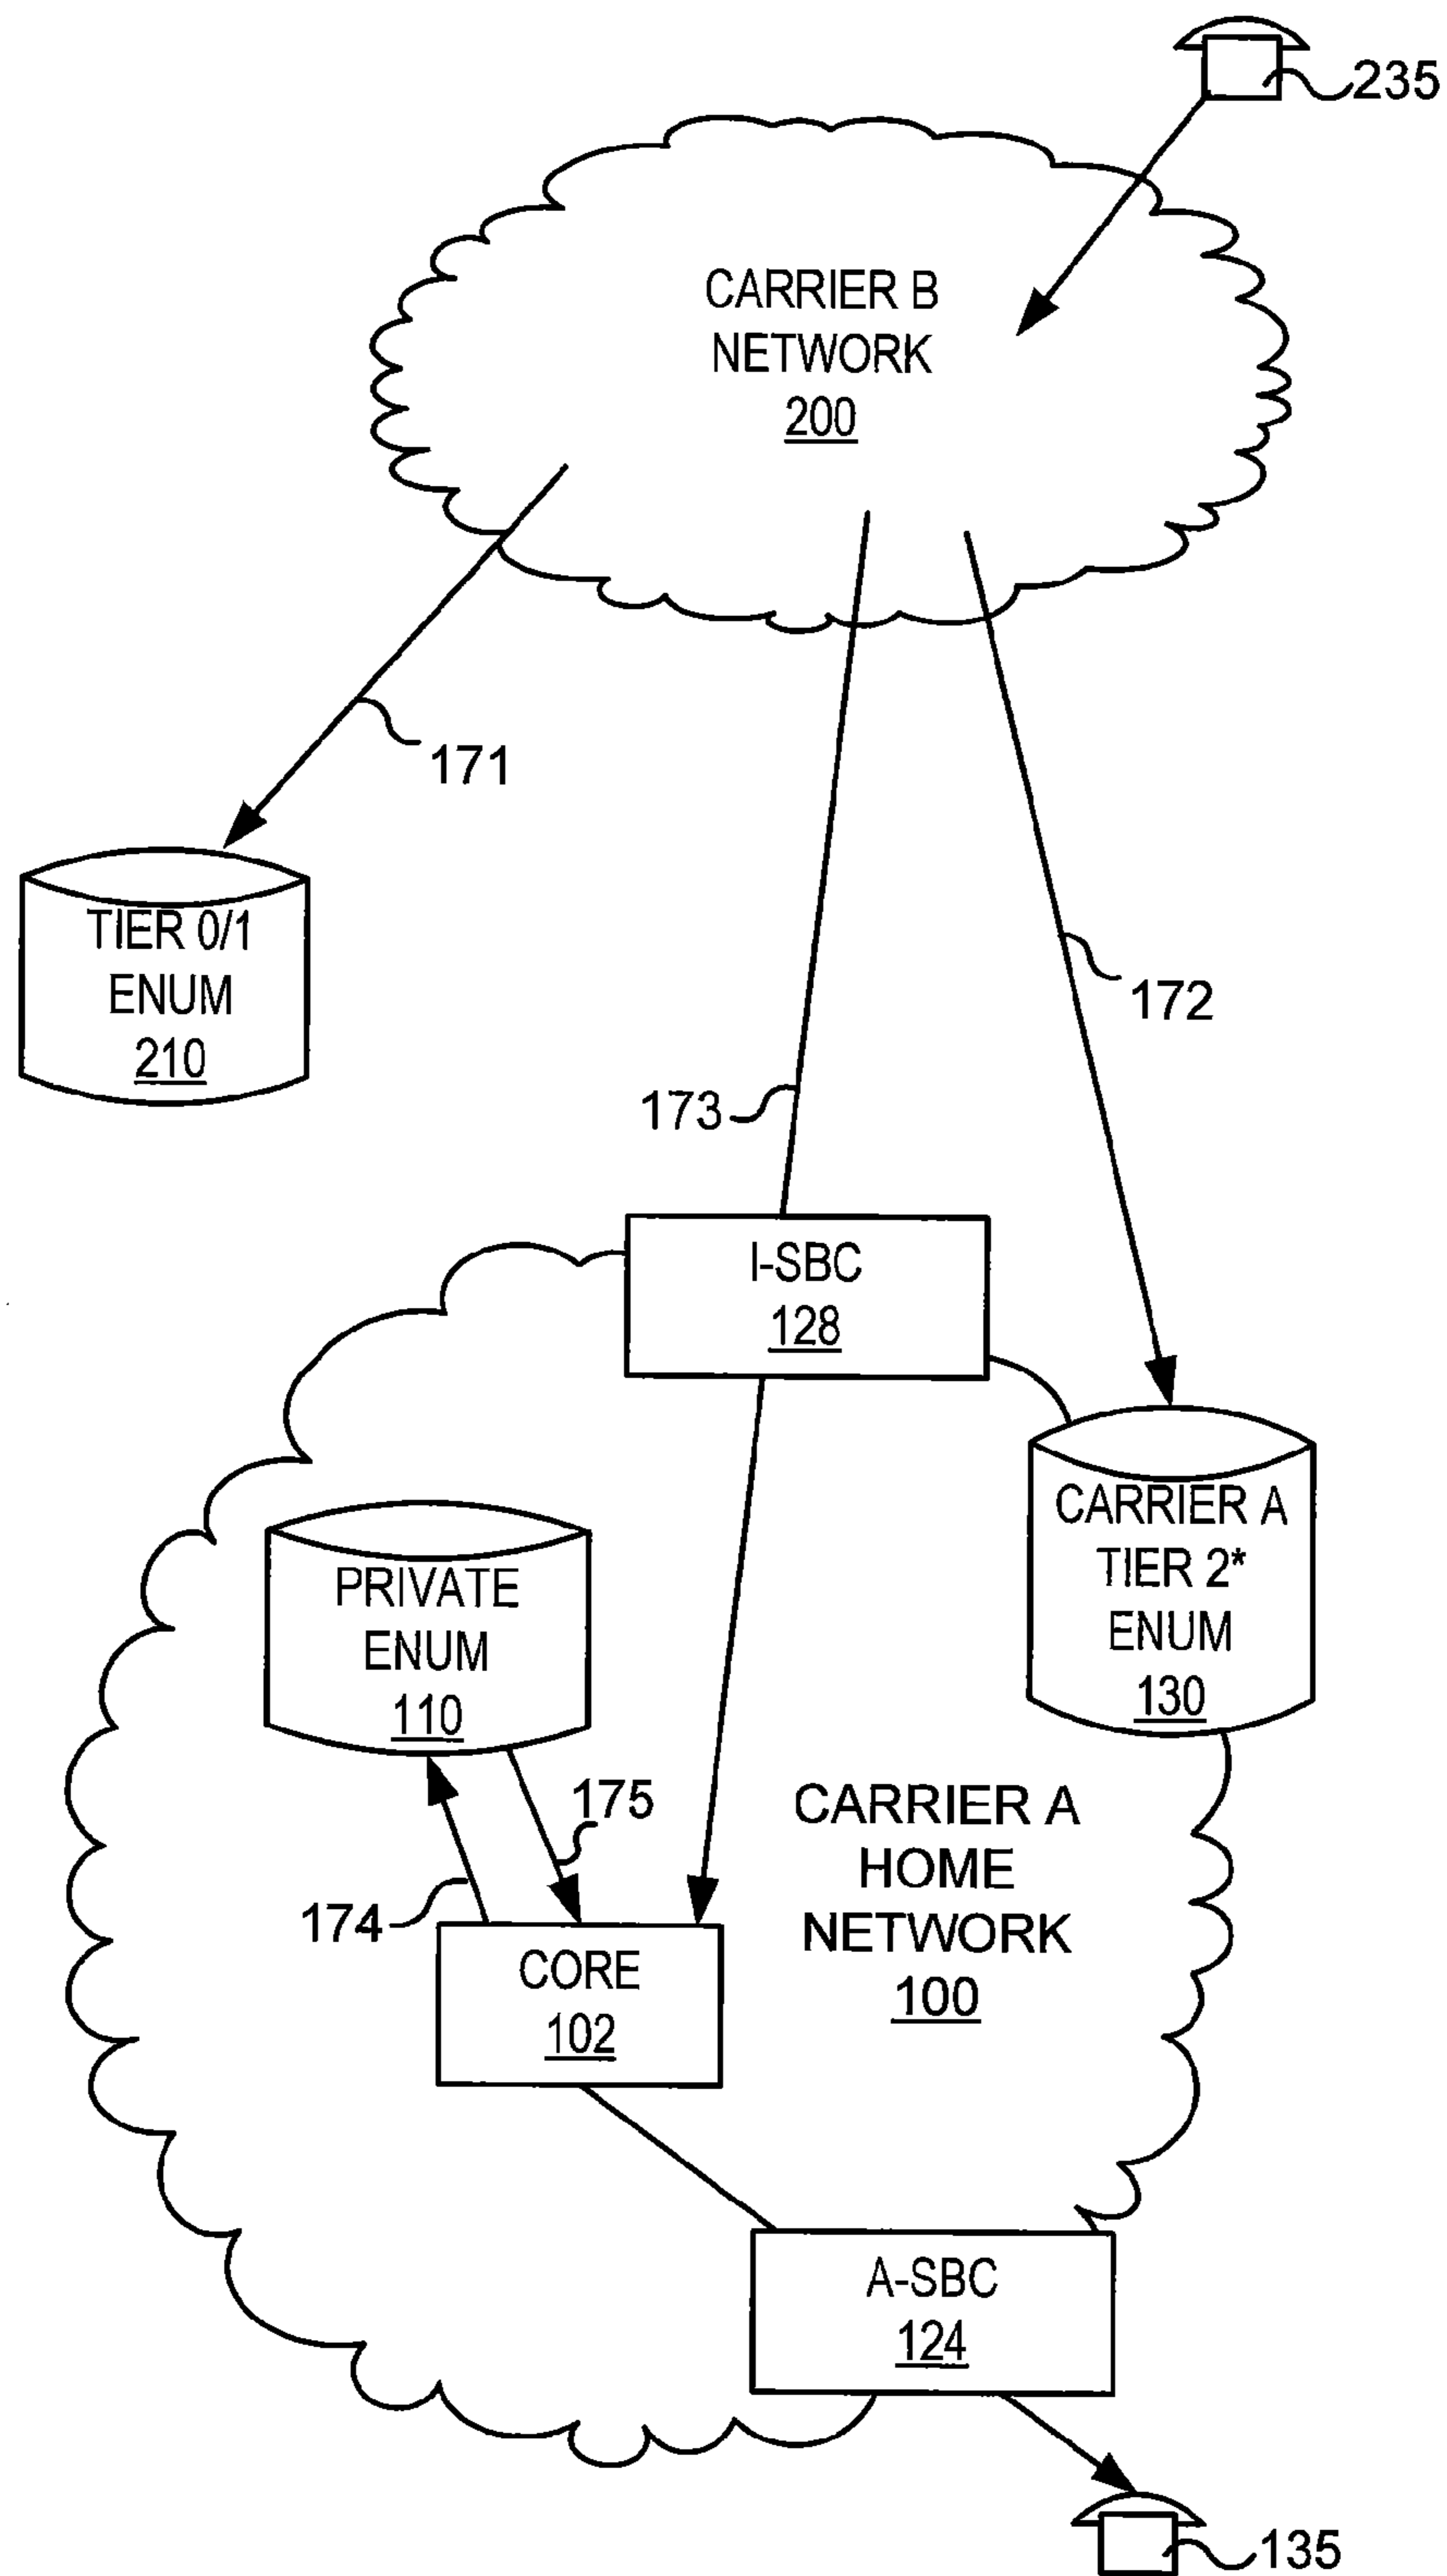 235
CARRIER B
NETWORK
200
171
TIER 0/1
ENUM
210
172
173
I-SBC
128
CARRIER A
TIER 2*
ENUM
130
PRIVATE
ENUM
110
175
CARRIER A
HOME
NETWORK
100
174
CORE
102
A-SBC
124
135